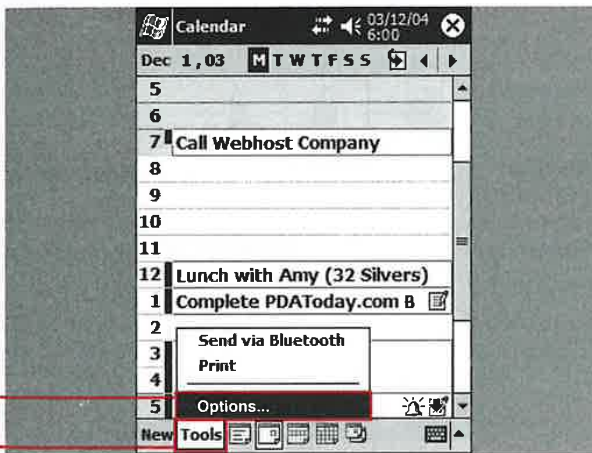 Calendar 03/12/04
6:00
Dec 1,03 M T W T F S S
5
6
7 Call Webhost Company
8
9
10
11
12 Lunch with Amy (32 Silvers)
1 Complete PDAToday.com B
2
Send via Bluetooth
3
Print
4
5 Options...
New Tools